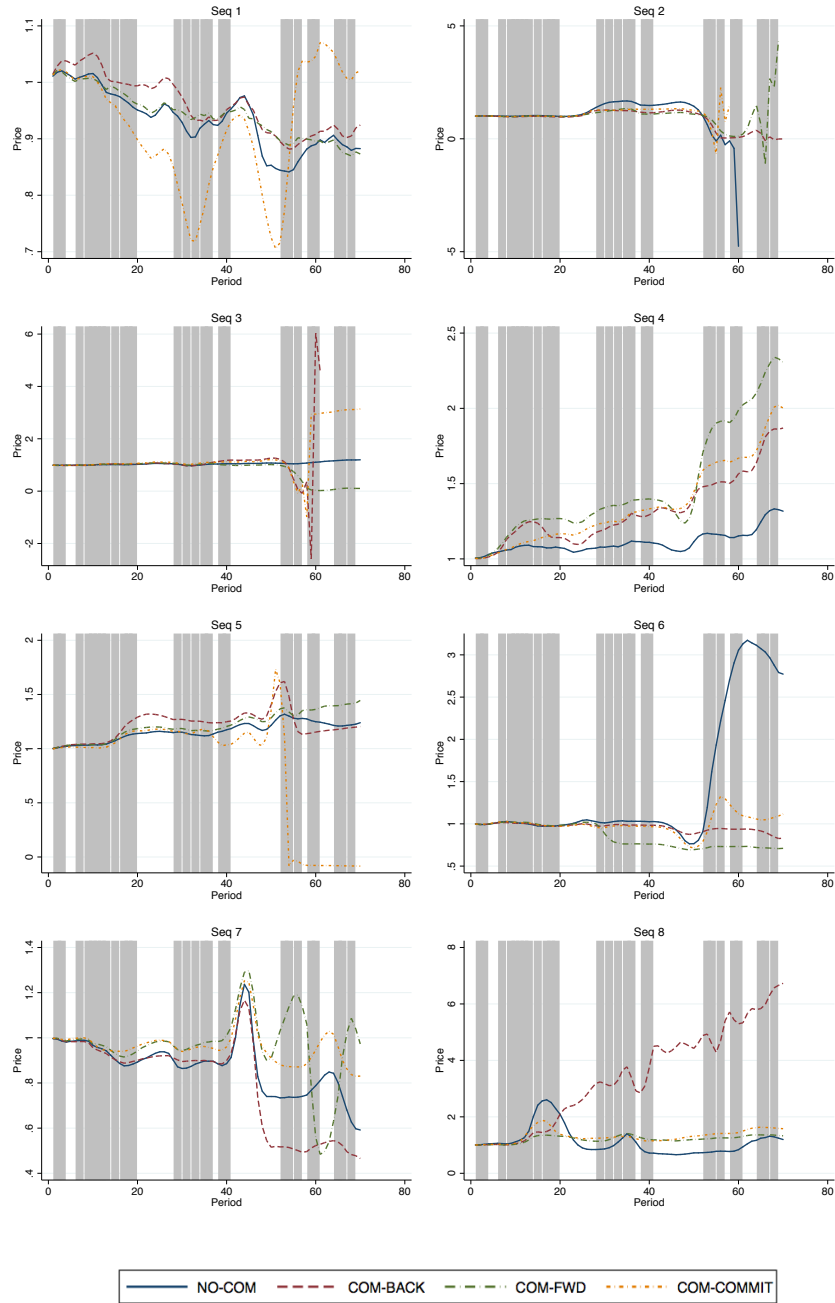 Seq 1
Price
.7 .8 .9 1 1.1
0 20 40 60 80
Period
Seq 2
Price
-5 0 5
0 20 40 60 80
Period
Seq 3
Price
-2 0 2 4 6
0 20 40 60 80
Period
Seq 4
Price
1 1.5 2 2.5
0 20 40 60 80
Period
Seq 5
Price
0 .5 1 1.5 2
0 20 40 60 80
Period
Seq 6
Price
.5 1 1.5 2 2.5 3
0 20 40 60 80
Period
Seq 7
Price
.4 .6 .8 1 1.2 1.4
0 20 40 60 80
Period
Seq 8
Price
0 2 4 6 8
0 20 40 60 80
Period
NO-COM COM-BACK COM-FWD COM-COMMIT